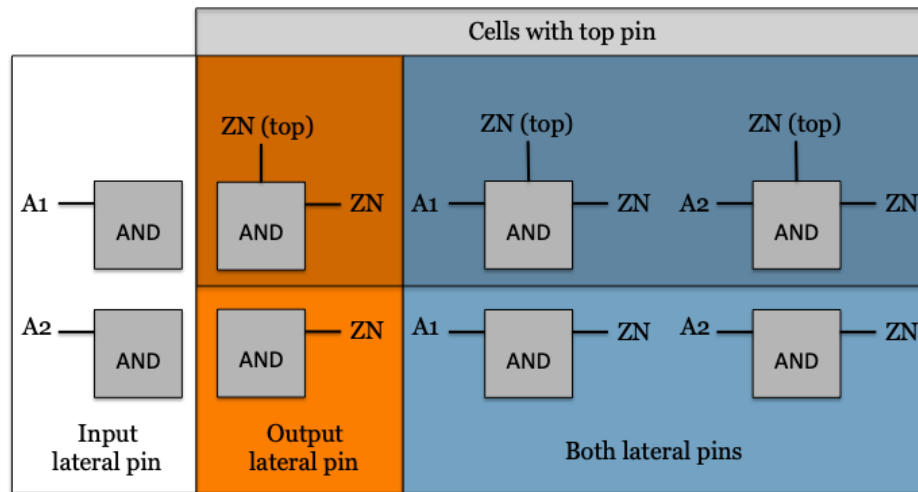 Cells with top pin
ZN (top)
ZN (top)
ZN (top)
A1
AND
AND
ZN
A1
AND
ZN
A2
AND
ZN
A2
AND
AND
ZN
A1
AND
ZN
A2
AND
ZN
Input
lateral pin
Output
lateral pin
Both lateral pins